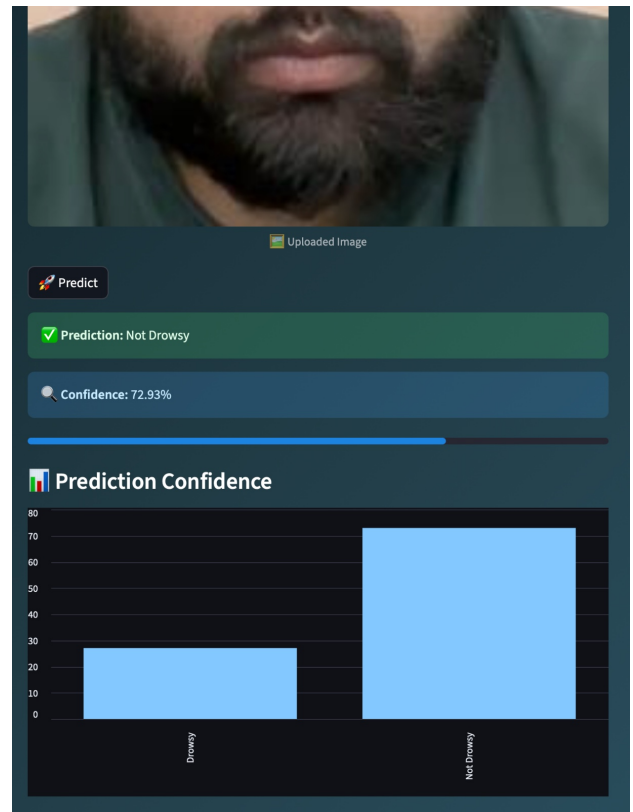 🖼️ Uploaded Image
🚀 Predict
✅ Prediction: Not Drowsy
🔍 Confidence: 72.93%
📊 Prediction Confidence
80
70
60
50
40
30
20
10
0
Drowsy
Not Drowsy